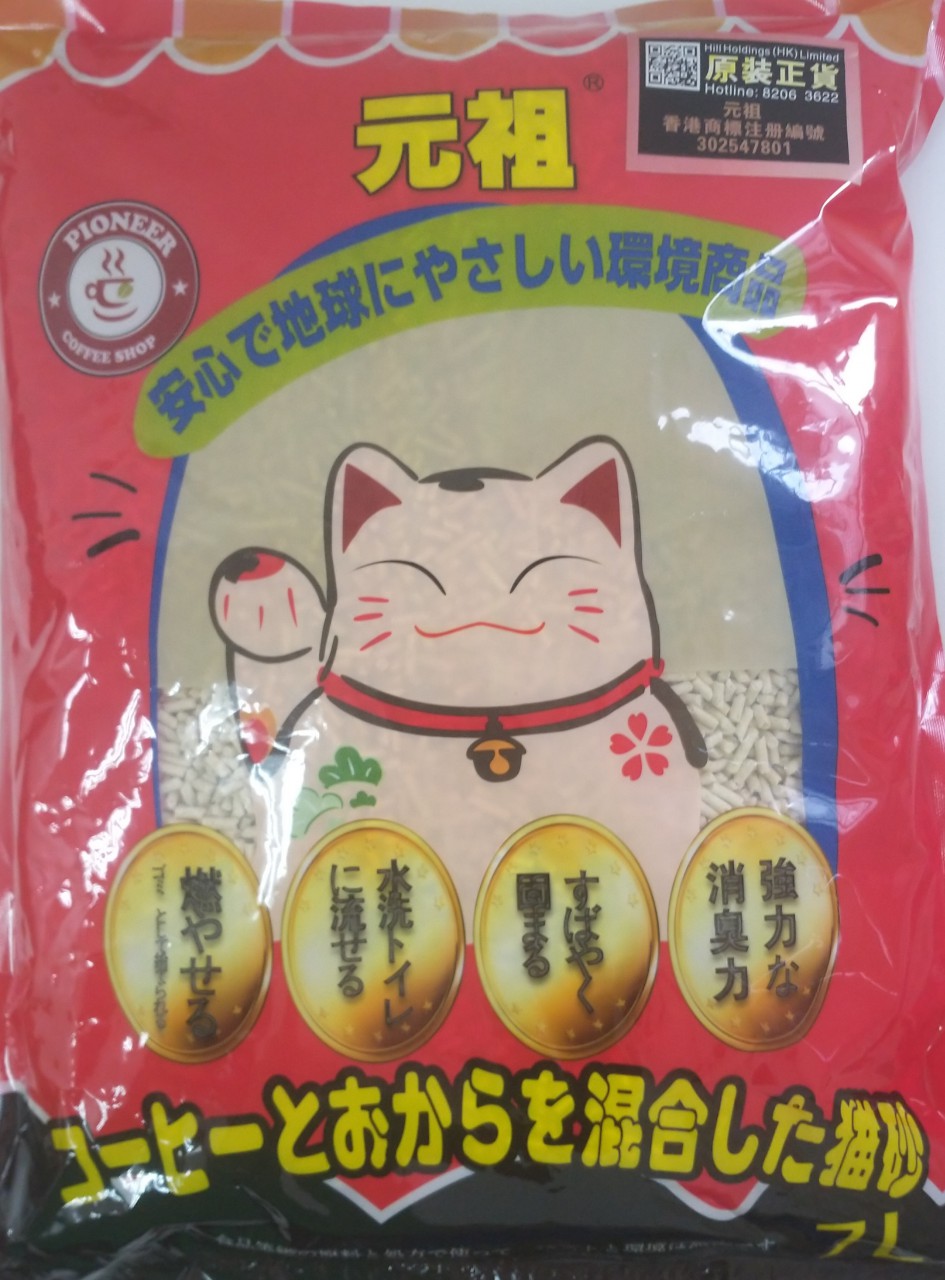 元祖®
Hill Holdings (HK) Limited
原装正貨
Hotline: 8206 3622
元祖
香港商標注册編號
302547801
PIONEER
COFFEE SHOP
安心で地球にやさしい環境商品
強力な
消臭力
すばやく
固まる
水洗トイレ
に流せる
燃やせる
コーヒーとおからを混合した猫砂
7L